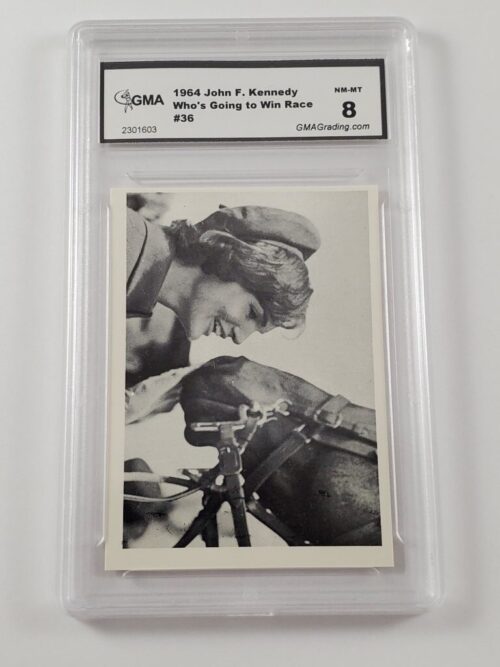 GMA
2301603
1964 John F. Kennedy
Who's Going to Win Race
#36
NM-MT
8
GMAGrading.com